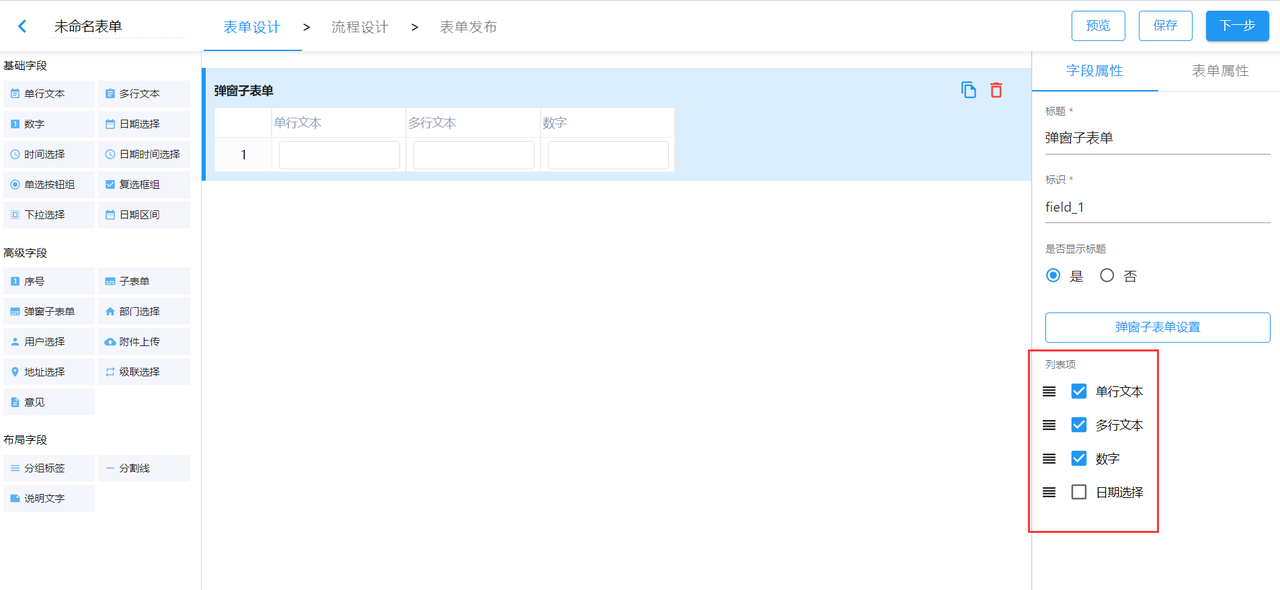 未命名表单
表单设计 > 流程设计 > 表单发布
预览 保存 下一步
基础字段
单行文本 多行文本
数字 日期选择
时间选择 日期时间选择
单选按钮组 复选框组
下拉选择 日期区间
高级字段
序号 子表单
弹窗子表单 部门选择
用户选择 附件上传
地址选择 级联选择
意见
布局字段
分组标签 分割线
说明文字
弹窗子表单
单行文本 多行文本 数字
1
字段属性 表单属性
标题 *
弹窗子表单
标识 *
field_1
是否显示标题
是 否
弹窗子表单设置
列表项
单行文本
多行文本
数字
日期选择